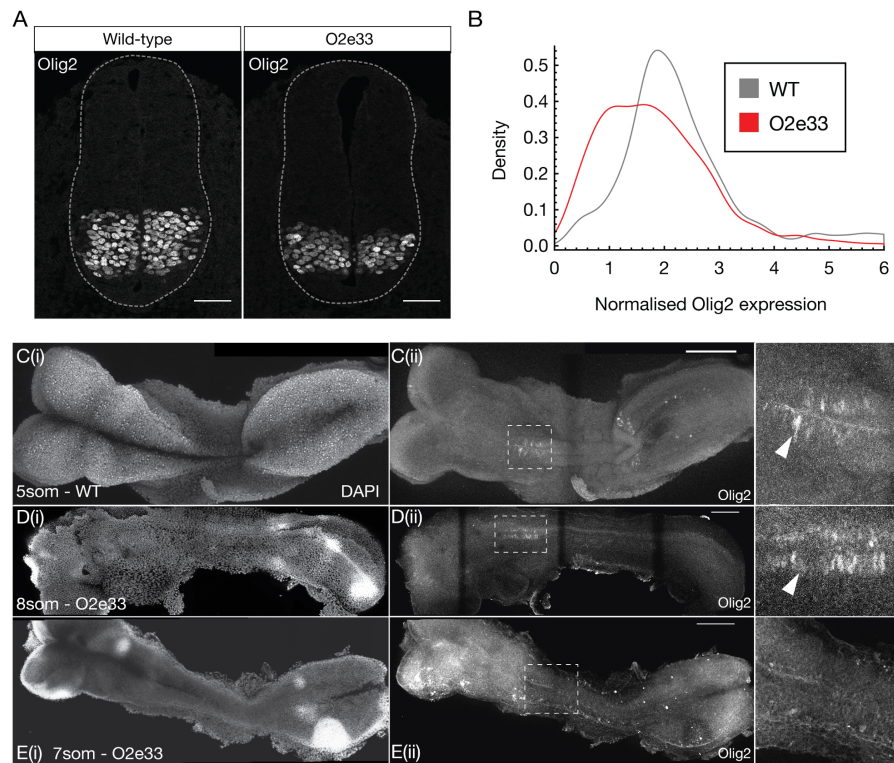 A
Wild-type
O2e33
Olig2
Olig2
B
Density
0.5
0.4
0.3
0.2
0.1
0.0
0
1
2
3
4
5
6
Normalised Olig2 expression
WT
O2e33
C(i)
5som - WT
DAPI
C(ii)
Olig2
D(i)
8som - O2e33
D(ii)
Olig2
E(i)
7som - O2e33
E(ii)
Olig2